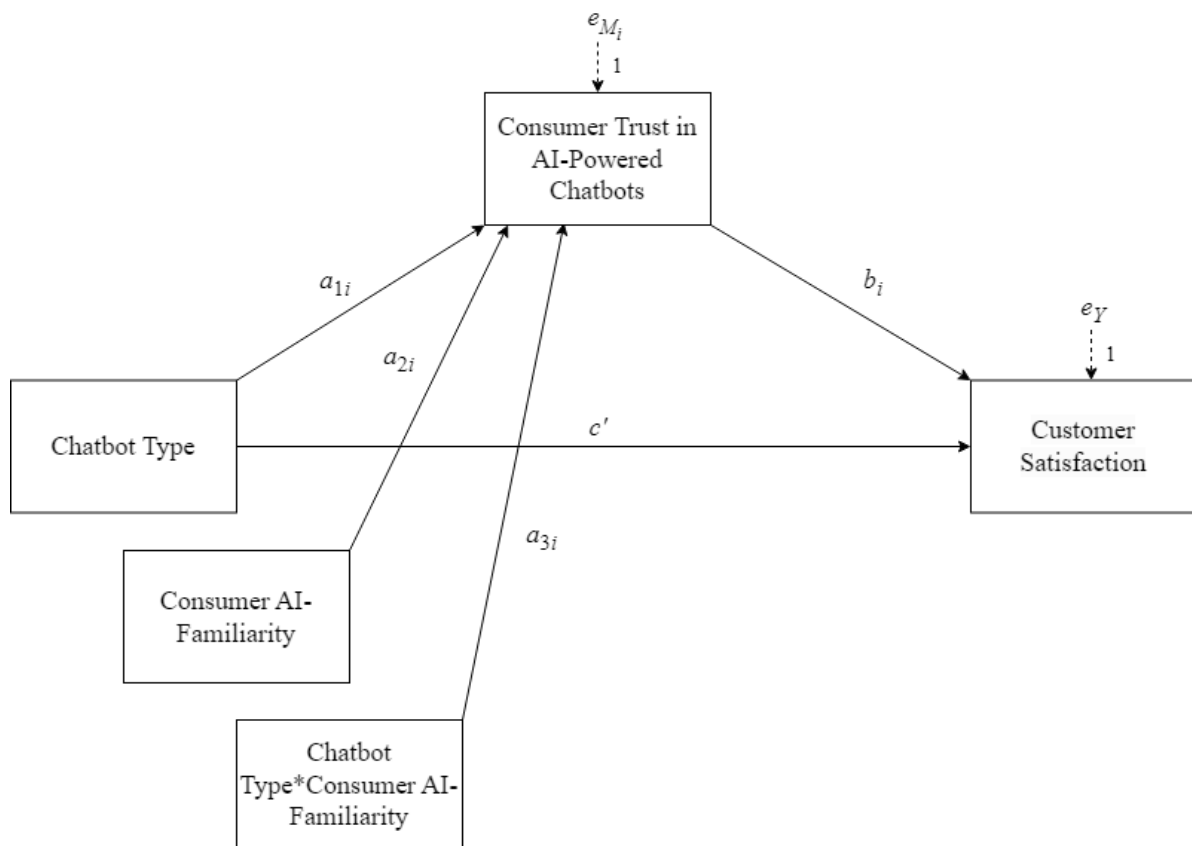 e_{M_i}
1
Consumer Trust in
AI-Powered
Chatbots
a_{1i}
b_i
e_Y
1
a_{2i}
Chatbot Type
c'
Customer
Satisfaction
a_{3i}
Consumer AI-
Familiarity
Chatbot
Type*Consumer AI-
Familiarity